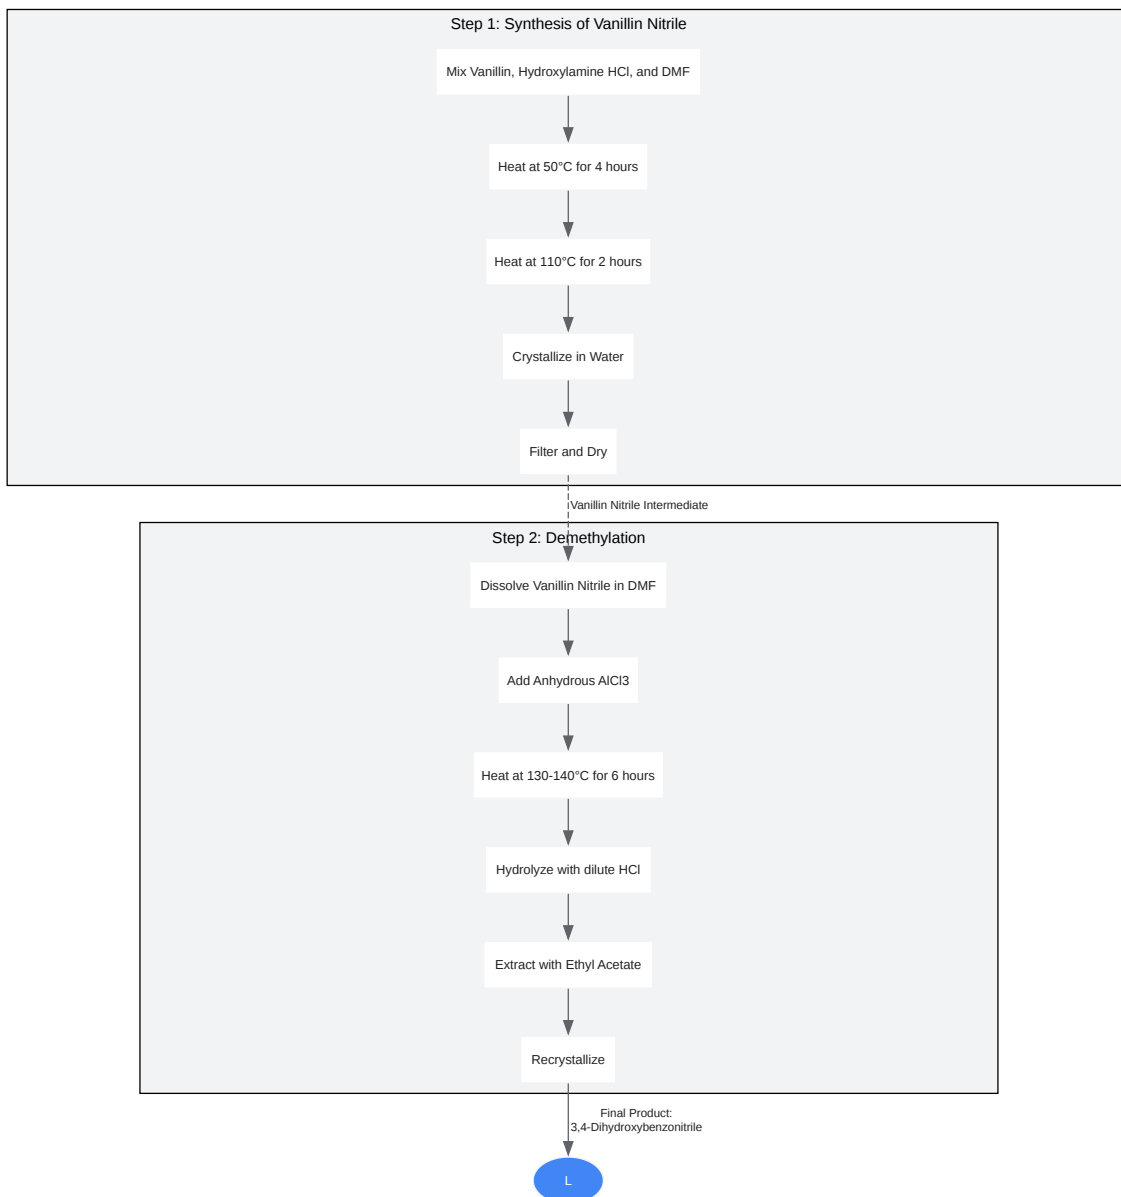 Step 1: Synthesis of Vanillin Nitrile
Mix Vanillin, Hydroxylamine HCl, and DMF
Heat at 50°C for 4 hours
Heat at 110°C for 2 hours
Crystallize in Water
Filter and Dry
Vanillin Nitrile Intermediate
Step 2: Demethylation
Dissolve Vanillin Nitrile in DMF
Add Anhydrous AlCl3
Heat at 130-140°C for 6 hours
Hydrolyze with dilute HCl
Extract with Ethyl Acetate
Recrystallize
Final Product:
3,4-Dihydroxybenzonitrile
L